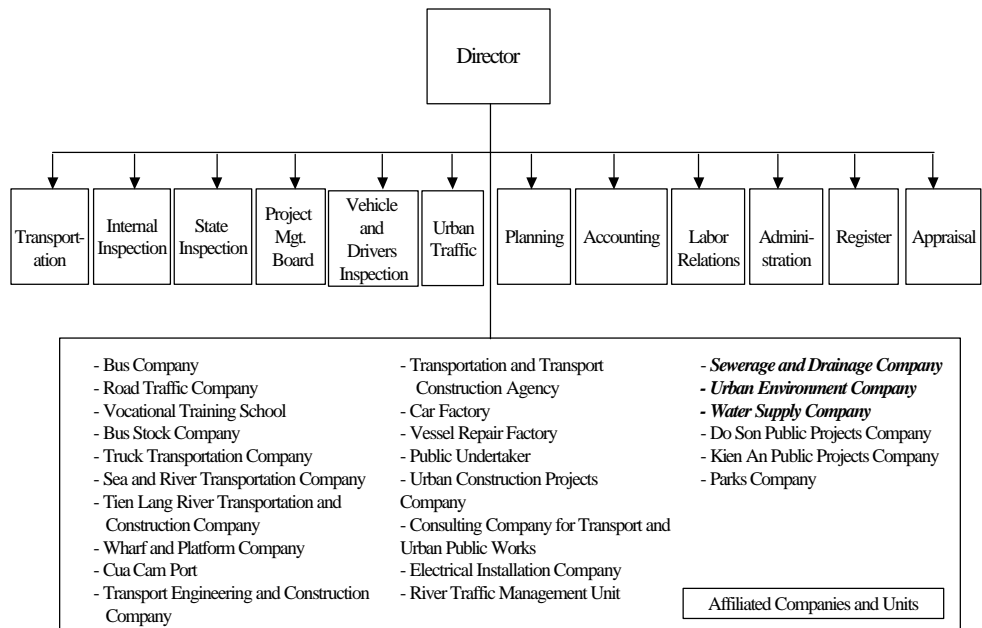 Director
Transport-
ation
Internal
Inspection
State
Inspection
Project
Mgt.
Board
Vehicle
and
Drivers
Inspection
Urban
Traffic
Planning
Accounting
Labor
Relations
Admini-
stration
Register
Appraisal
- Bus Company
- Road Traffic Company
- Vocational Training School
- Bus Stock Company
- Truck Transportation Company
- Sea and River Transportation Company
- Tien Lang River Transportation and
Construction Company
- Wharf and Platform Company
- Cua Cam Port
- Transport Engineering and Construction
Company
- Transportation and Transport
Construction Agency
- Car Factory
- Vessel Repair Factory
- Public Undertaker
- Urban Construction Projects
Company
- Consulting Company for Transport and
Urban Public Works
- Electrical Installation Company
- River Traffic Management Unit
- Sewerage and Drainage Company
- Urban Environment Company
- Water Supply Company
- Do Son Public Projects Company
- Kien An Public Projects Company
- Parks Company
Affiliated Companies and Units